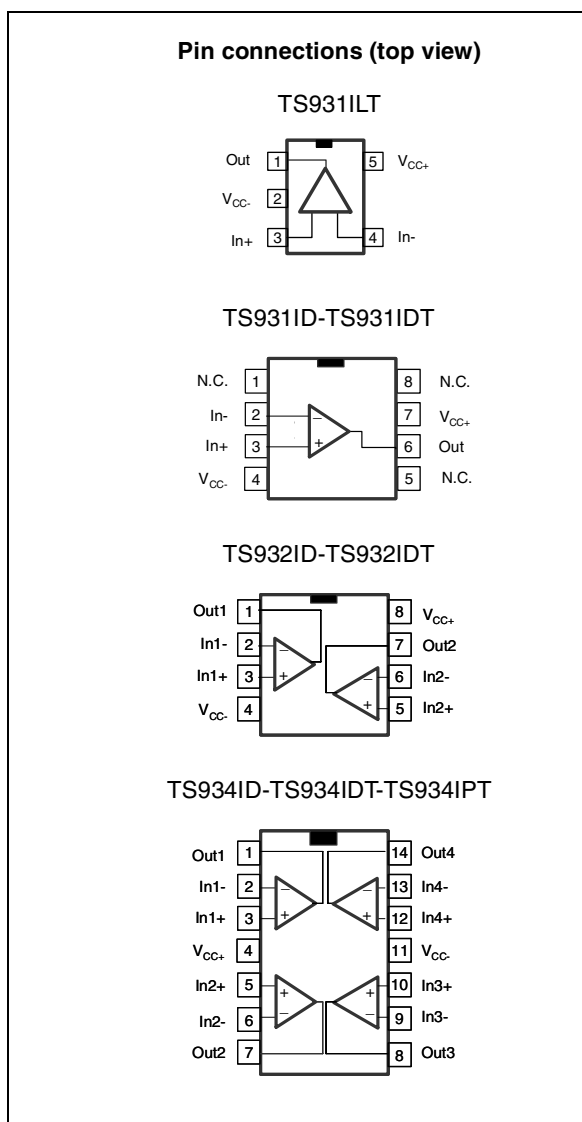 Pin connections (top view)
TS931ILT
Out 1 5 VCC+
VCC- 2
In+ 3 4 In-
TS931ID-TS931IDT
N.C. 1 8 N.C.
In- 2 − 7 VCC+
In+ 3 + 6 Out
VCC- 4 5 N.C.
TS932ID-TS932IDT
Out1 1 8 VCC+
In1- 2 − 7 Out2
In1+ 3 + − 6 In2-
VCC- 4 + 5 In2+
TS934ID-TS934IDT-TS934IPT
Out1 1 14 Out4
In1- 2 − − 13 In4-
In1+ 3 + + 12 In4+
VCC+ 4 11 VCC-
In2+ 5 + + 10 In3+
In2- 6 − − 9 In3-
Out2 7 8 Out3